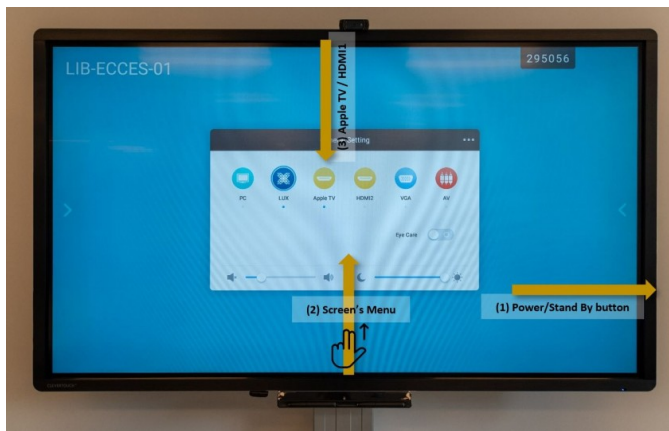 LIB-ECCES-01
295056
(3) Apple TV / HDMI1
Setting
PC
LUX
Apple TV
HDMI2
VGA
AV
Eye Care
(2) Screen's Menu
(1) Power/Stand By button